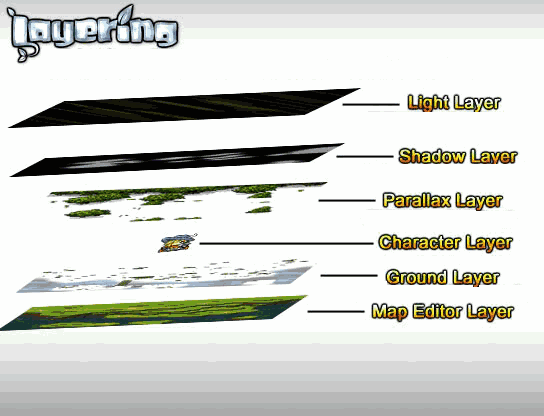 Layering
Light Layer
Shadow Layer
Parallax Layer
Character Layer
Ground Layer
Map Editor Layer